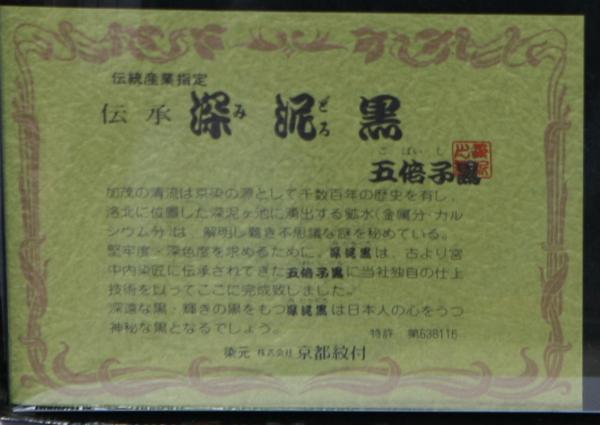 伝統産業指定
伝承 深み泥どろ黒
五倍子黒
ごばいし
加茂の清流は京染の源として千数百年の歴史を有し、
洛北に位置した深泥ヶ池に湧出する鉱水(金属分・カル
シウム分)は、解明し難き不思議な謎を秘めている。
堅牢度・深色度を求めるために、深泥黒は、古より宮
中内染匠に伝承されてきた五倍子黒に当社独自の仕上
技術を以ってここに完成致しました。
深遠な黒・輝きの黒をもつ深泥黒は日本人の心をうつ
神秘な黒となるでしょう。
特許 第638116
染元 株式会社 京都紋付